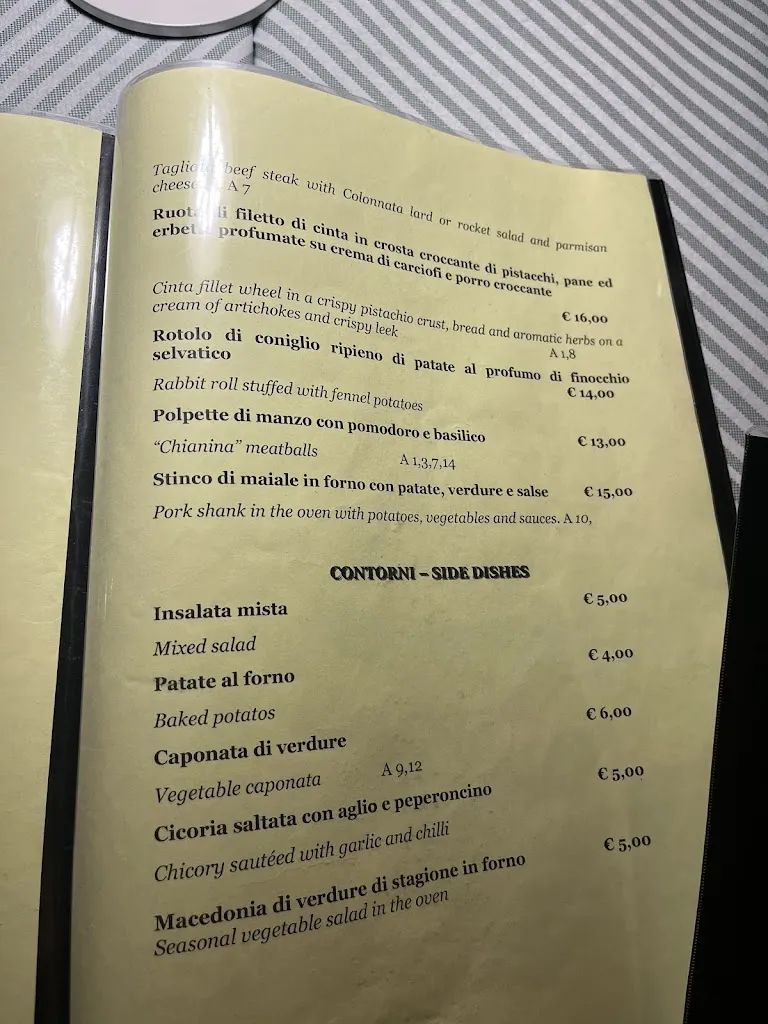 beef steak with Colonnata lard or rocket salad and parmisan
cheese A 7
Ruota di filetto di cinta in crosta croccante di pistacchi, pane ed
erbette profumate su crema di carciofi e porro croccante
€ 16,00
Cinta fillet wheel in a crispy pistachio crust, bread and aromatic herbs on a
cream of artichokes and crispy leek A 1,8
Rotolo di coniglio ripieno di patate al profumo di finocchio
selvatico € 14,00
Rabbit roll stuffed with fennel potatoes
Polpette di manzo con pomodoro e basilico € 13,00
“Chianina” meatballs A 1,3,7,14
Stinco di maiale in forno con patate, verdure e salse € 15,00
Pork shank in the oven with potatoes, vegetables and sauces. A 10,
CONTORNI – SIDE DISHES
Insalata mista € 5,00
Mixed salad
Patate al forno € 4,00
Baked potatos
Caponata di verdure € 6,00
Vegetable caponata A 9,12
Cicoria saltata con aglio e peperoncino € 5,00
Chicory sautéed with garlic and chilli
Macedonia di verdure di stagione in forno € 5,00
Seasonal vegetable salad in the oven